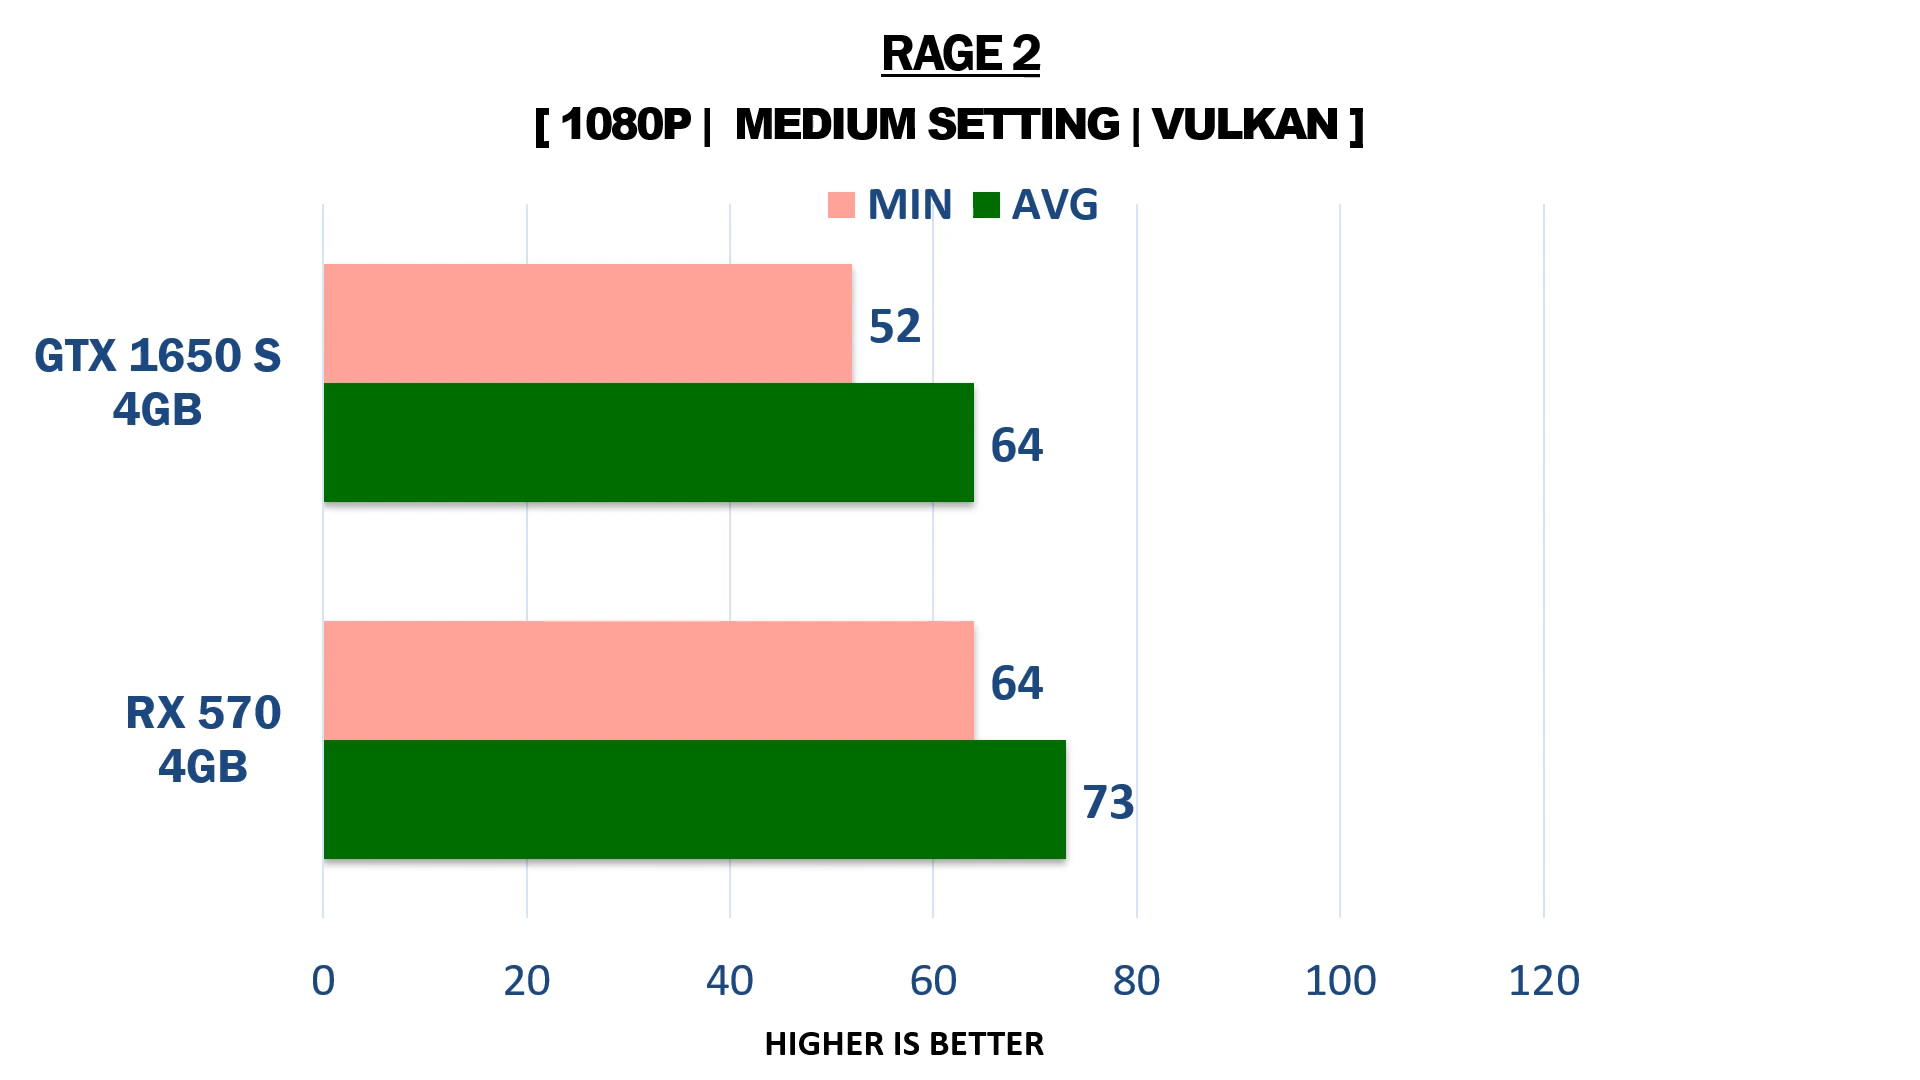 RAGE 2
[ 1080P | MEDIUM SETTING | VULKAN ]
MIN AVG
GTX 1650 S
4GB
52
64
RX 570
4GB
64
73
0 20 40 60 80 100 120
HIGHER IS BETTER